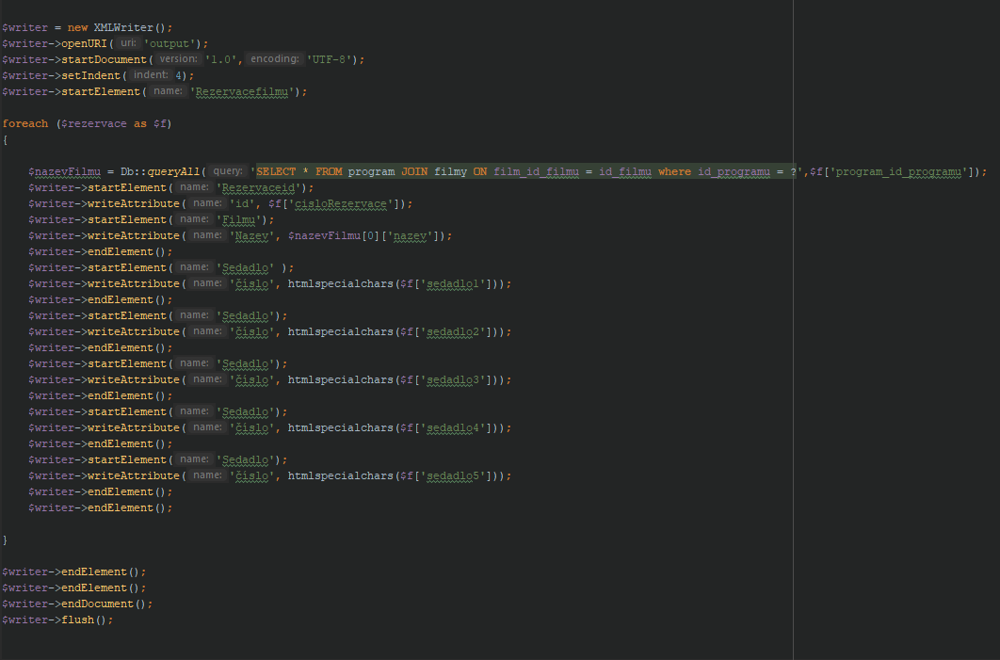 $writer = new XMLWriter();
$writer->openURI( uri: 'output');
$writer->startDocument( version: '1.0', encoding: 'UTF-8');
$writer->setIndent( indent: 4);
$writer->startElement( name: 'Rezervacefilmu');
foreach ($rezervace as $f)
{
$nazevFilmu = Db::queryAll( query: 'SELECT * FROM program JOIN filmy ON film_id_filmu = id_filmu where id_programu = ?',$f['program_id_programu']);
$writer->startElement( name: 'Rezervaceid');
$writer->writeAttribute( name: 'id', $f['cisloRezervace']);
$writer->startElement( name: 'Filmu');
$writer->writeAttribute( name: 'Nazev', $nazevFilmu[0]['nazev']);
$writer->endElement();
$writer->startElement( name: 'Sedadlo' );
$writer->writeAttribute( name: 'číslo', htmlspecialchars($f['sedadlo1']));
$writer->endElement();
$writer->startElement( name: 'Sedadlo');
$writer->writeAttribute( name: 'číslo', htmlspecialchars($f['sedadlo2']));
$writer->endElement();
$writer->startElement( name: 'Sedadlo');
$writer->writeAttribute( name: 'číslo', htmlspecialchars($f['sedadlo3']));
$writer->endElement();
$writer->startElement( name: 'Sedadlo');
$writer->writeAttribute( name: 'číslo', htmlspecialchars($f['sedadlo4']));
$writer->endElement();
$writer->startElement( name: 'Sedadlo');
$writer->writeAttribute( name: 'číslo', htmlspecialchars($f['sedadlo5']));
$writer->endElement();
$writer->endElement();
}
$writer->endElement();
$writer->endElement();
$writer->endDocument();
$writer->flush();